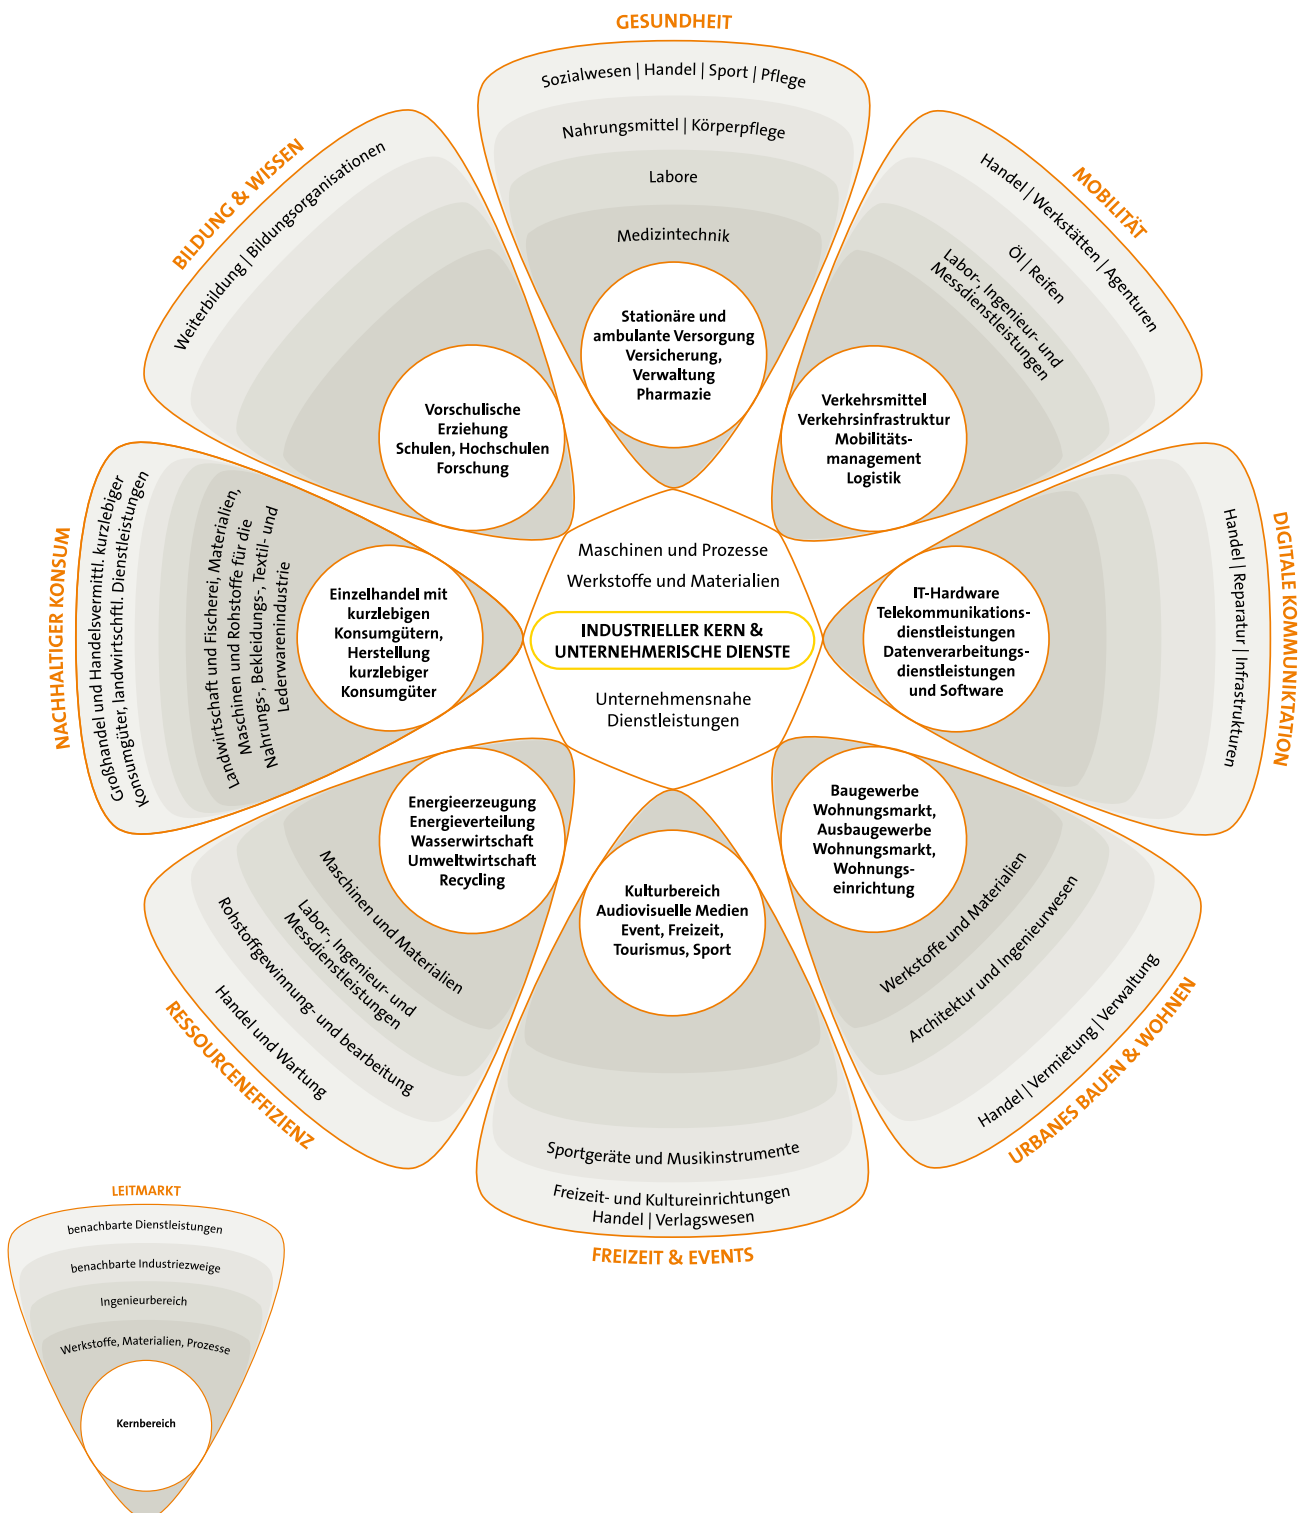 GESUNDHEIT
Sozialwesen | Handel | Sport | Pflege
Nahrungsmittel | Körperpflege
Labore
Medizintechnik
Stationäre und
ambulante Versorgung
Versicherung,
Verwaltung
Pharmazie
MOBILITÄT
Handel | Werkstätten | Agenturen
Öl | Reifen
Labor-, Ingenieur- und
Messdienstleistungen
Verkehrsmittel
Verkehrsinfrastruktur
Mobilitäts-
management
Logistik
DIGITALE KOMMUNIKTATION
Handel | Reparatur | Infrastrukturen
IT-Hardware
Telekommunikations-
dienstleistungen
Datenverarbeitungs-
dienstleistungen
und Software
URBANES BAUEN & WOHNEN
Handel | Vermietung | Verwaltung
Architektur und Ingenieurwesen
Werkstoffe und Materialien
Baugewerbe
Wohnungsmarkt,
Ausbaugewerbe
Wohnungsmarkt,
Wohnungs-
einrichtung
Kulturbereich
Audiovisuelle Medien
Event, Freizeit,
Tourismus, Sport
Sportgeräte und Musikinstrumente
Freizeit- und Kultureinrichtungen
Handel | Verlagswesen
FREIZEIT & EVENTS
Energieerzeugung
Energieverteilung
Wasserwirtschaft
Umweltwirtschaft
Recycling
Maschinen und Materialien
Labor-, Ingenieur- und
Messdienstleistungen
Rohstoffgewinnung- und bearbeitung
Handel und Wartung
RESSOURCENEFFIZIENZ
NACHHALTIGER KONSUM
Großhandel und Handelsvermittl. kurzlebiger
Konsumgüter, landwirtschftl. Dienstleistungen
Landwirtschaft und Fischerei, Materialien,
Maschinen und Rohstoffe für die
Nahrungs-, Bekleidungs-, Textil- und
Lederwarenindustrie
Einzelhandel mit
kurzlebigen
Konsumgütern,
Herstellung
kurzlebiger
Konsumgüter
BILDUNG & WISSEN
Weiterbildung | Bildungsorganisationen
Vorschulische
Erziehung
Schulen, Hochschulen
Forschung
Maschinen und Prozesse
Werkstoffe und Materialien
INDUSTRIELLER KERN &
UNTERNEHMERISCHE DIENSTE
Unternehmensnahe
Dienstleistungen
LEITMARKT
benachbarte Dienstleistungen
benachbarte Industriezweige
Ingenieurbereich
Werkstoffe, Materialien, Prozesse
Kernbereich